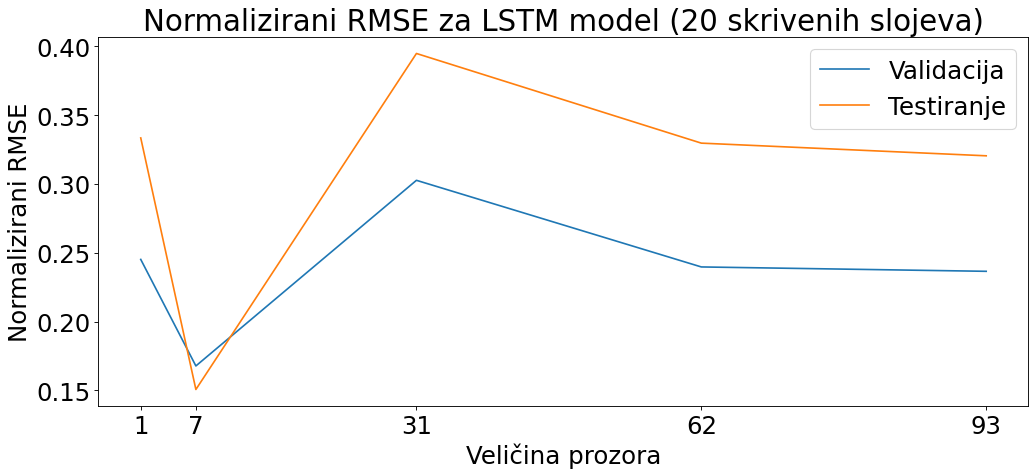 Normalizirani RMSE za LSTM model (20 skrivenih slojeva)
Normalizirani RMSE
0.40
0.35
0.30
0.25
0.20
0.15
Validacija
Testiranje
1 7 31 62 93
Veličina prozora